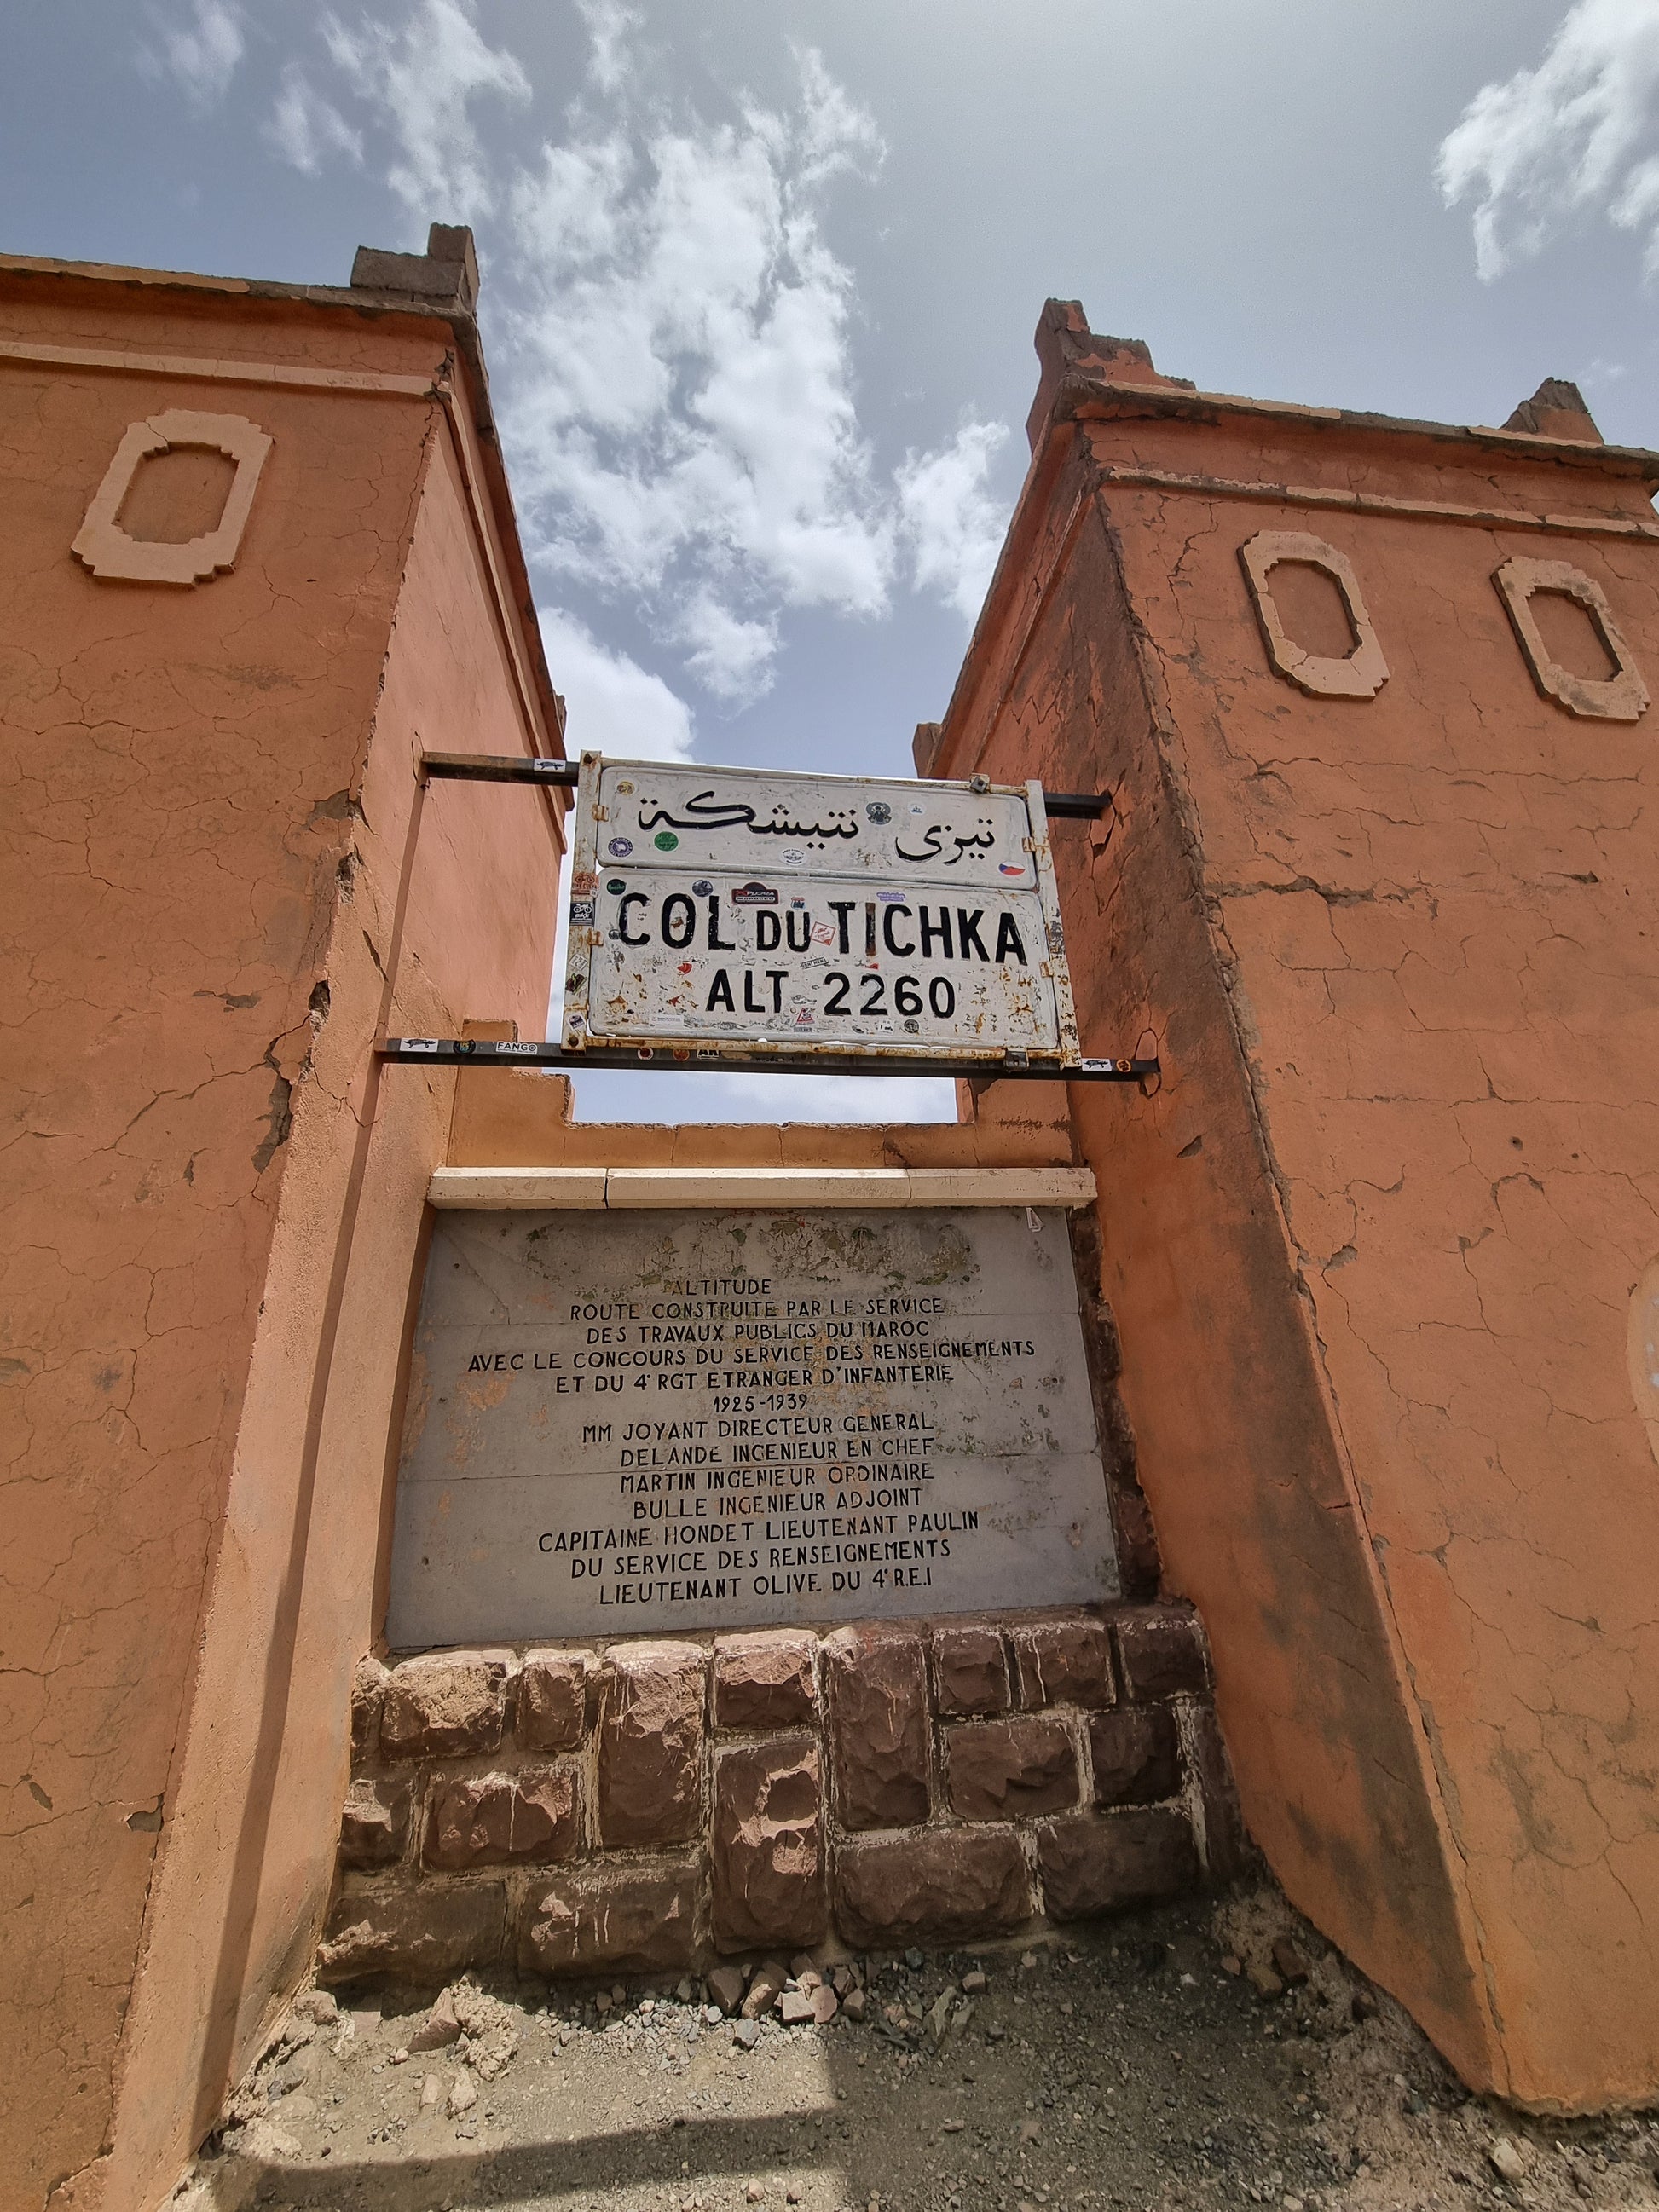 تيزي نتيشكة
COL DU TICHKA
ALT 2260
FANGO
ALTITUDE
ROUTE CONSTRUITE PAR LE SERVICE
DES TRAVAUX PUBLICS DU MAROC
AVEC LE CONCOURS DU SERVICE DES RENSEIGNEMENTS
ET DU 4° RGT ETRANGER D'INFANTERIE
1925-1939
MM JOYANT DIRECTEUR GENERAL
DELANDE INGENIEUR EN CHEF
MARTIN INGENIEUR ORDINAIRE
BULLE INGENIEUR ADJOINT
CAPITAINE HONDET LIEUTENANT PAULIN
DU SERVICE DES RENSEIGNEMENTS
LIEUTENANT OLIVE DU 4° R.E.I